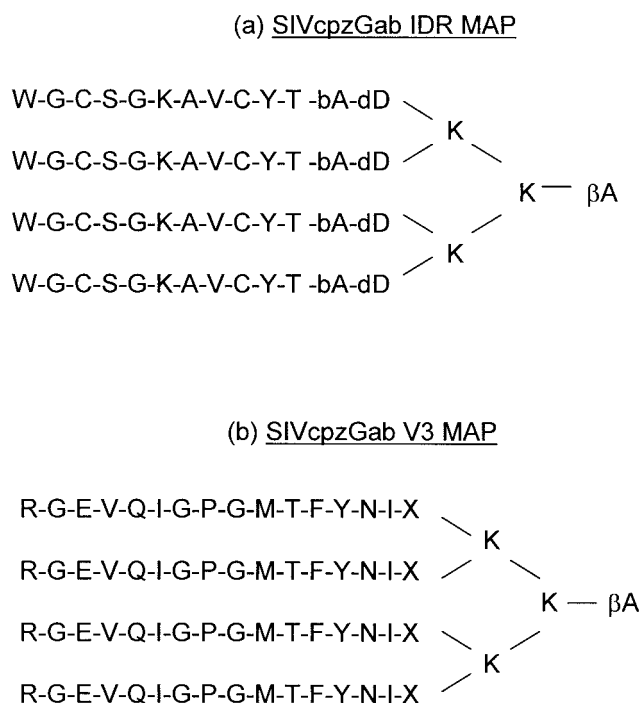 (a) SIVcpzGab IDR MAP
W-G-C-S-G-K-A-V-C-Y-T -bA-dD
K
W-G-C-S-G-K-A-V-C-Y-T -bA-dD
K — βA
W-G-C-S-G-K-A-V-C-Y-T -bA-dD
K
W-G-C-S-G-K-A-V-C-Y-T -bA-dD
(b) SIVcpzGab V3 MAP
R-G-E-V-Q-I-G-P-G-M-T-F-Y-N-I-X
K
R-G-E-V-Q-I-G-P-G-M-T-F-Y-N-I-X
K — βA
R-G-E-V-Q-I-G-P-G-M-T-F-Y-N-I-X
K
R-G-E-V-Q-I-G-P-G-M-T-F-Y-N-I-X